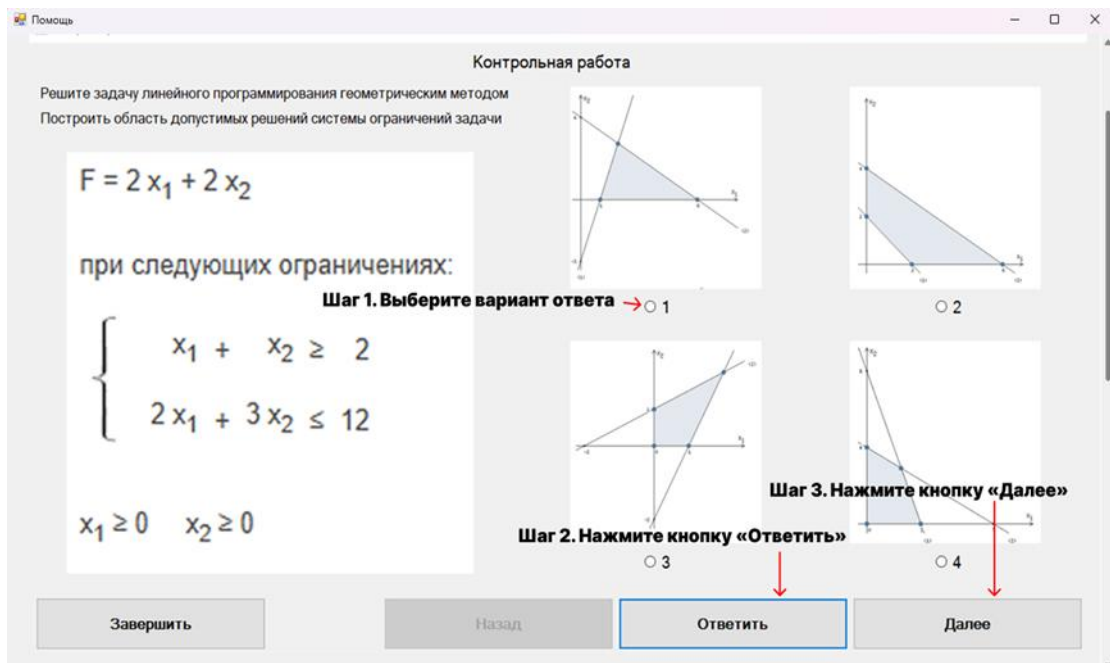 Помощь
Контрольная работа
Решите задачу линейного программирования геометрическим методом
Построить область допустимых решений системы ограничений задачи
F = 2 x₁ + 2 x₂
при следующих ограничениях:
x₁ + x₂ ≥ 2
2 x₁ + 3 x₂ ≤ 12
x₁ ≥ 0 x₂ ≥ 0
Шаг 1. Выберите вариант ответа
1
2
Шаг 3. Нажмите кнопку «Далее»
Шаг 2. Нажмите кнопку «Ответить»
3
4
Завершить
Назад
Ответить
Далее